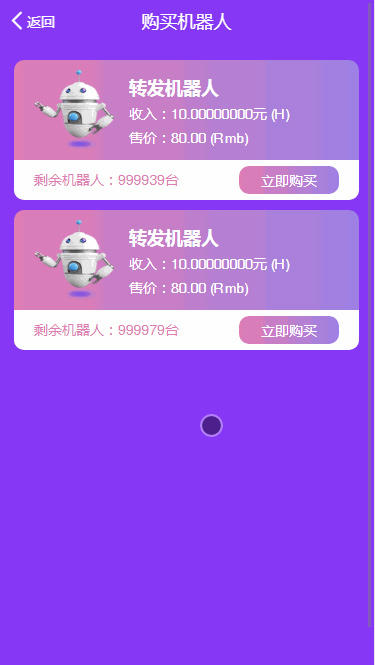 返回
购买机器人
转发机器人
收入：10.00000000元 (H)
售价：80.00 (Rmb)
剩余机器人：999939台
立即购买
转发机器人
收入：10.00000000元 (H)
售价：80.00 (Rmb)
剩余机器人：999979台
立即购买